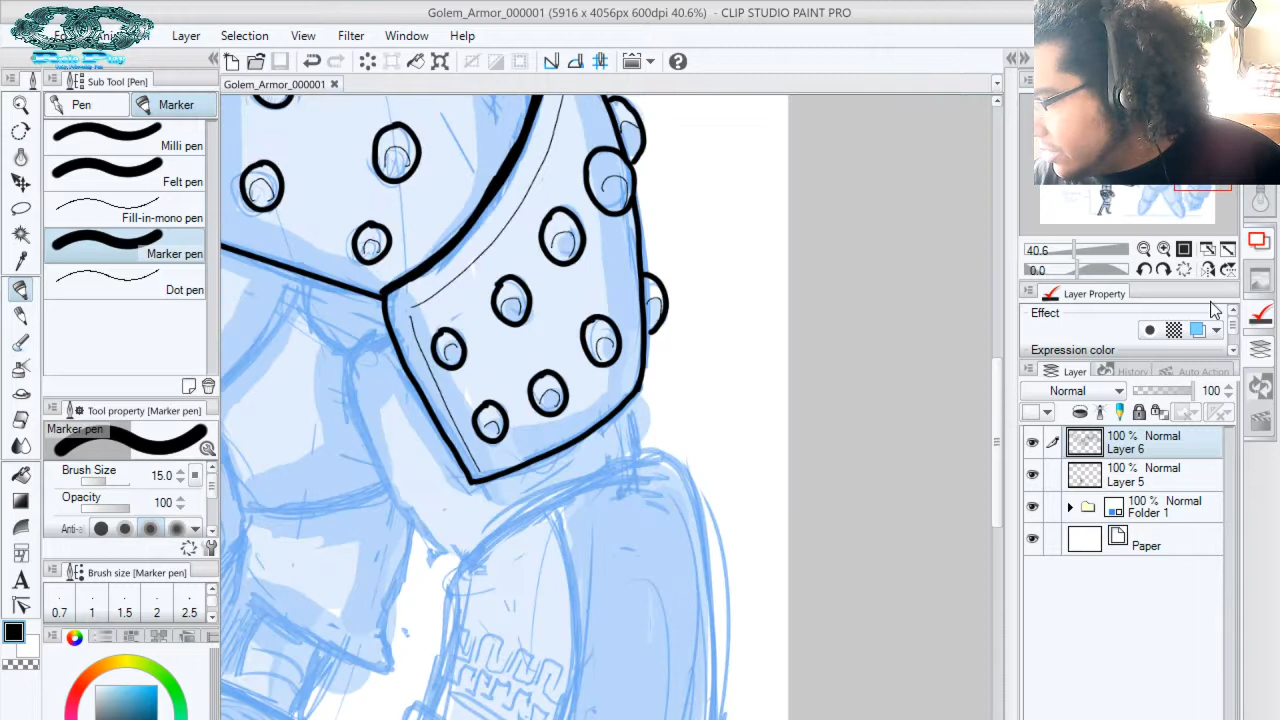 Golem_Armor_000001 (5916 x 4056px 600dpi 40.6%)  - CLIP STUDIO PAINT PRO
Layer Selection View Filter Window Help
Sub Tool [Pen]
Golem_Armor_000001
Pen Marker
Milli pen
Felt pen
Fill-in-mono pen
Marker pen
Dot pen
Tool property [Marker pen]
Marker pen
Brush Size 15.0
Opacity 100
Anti-
Brush size [Marker pen]
0.7 1 1.5 2 2.5
40.6
0.0
Layer Property
Effect
Expression color
Layer History Auto Action
Normal 100
100 % Normal
Layer 6
100 % Normal
Layer 5
100 % Normal
Folder 1
Paper